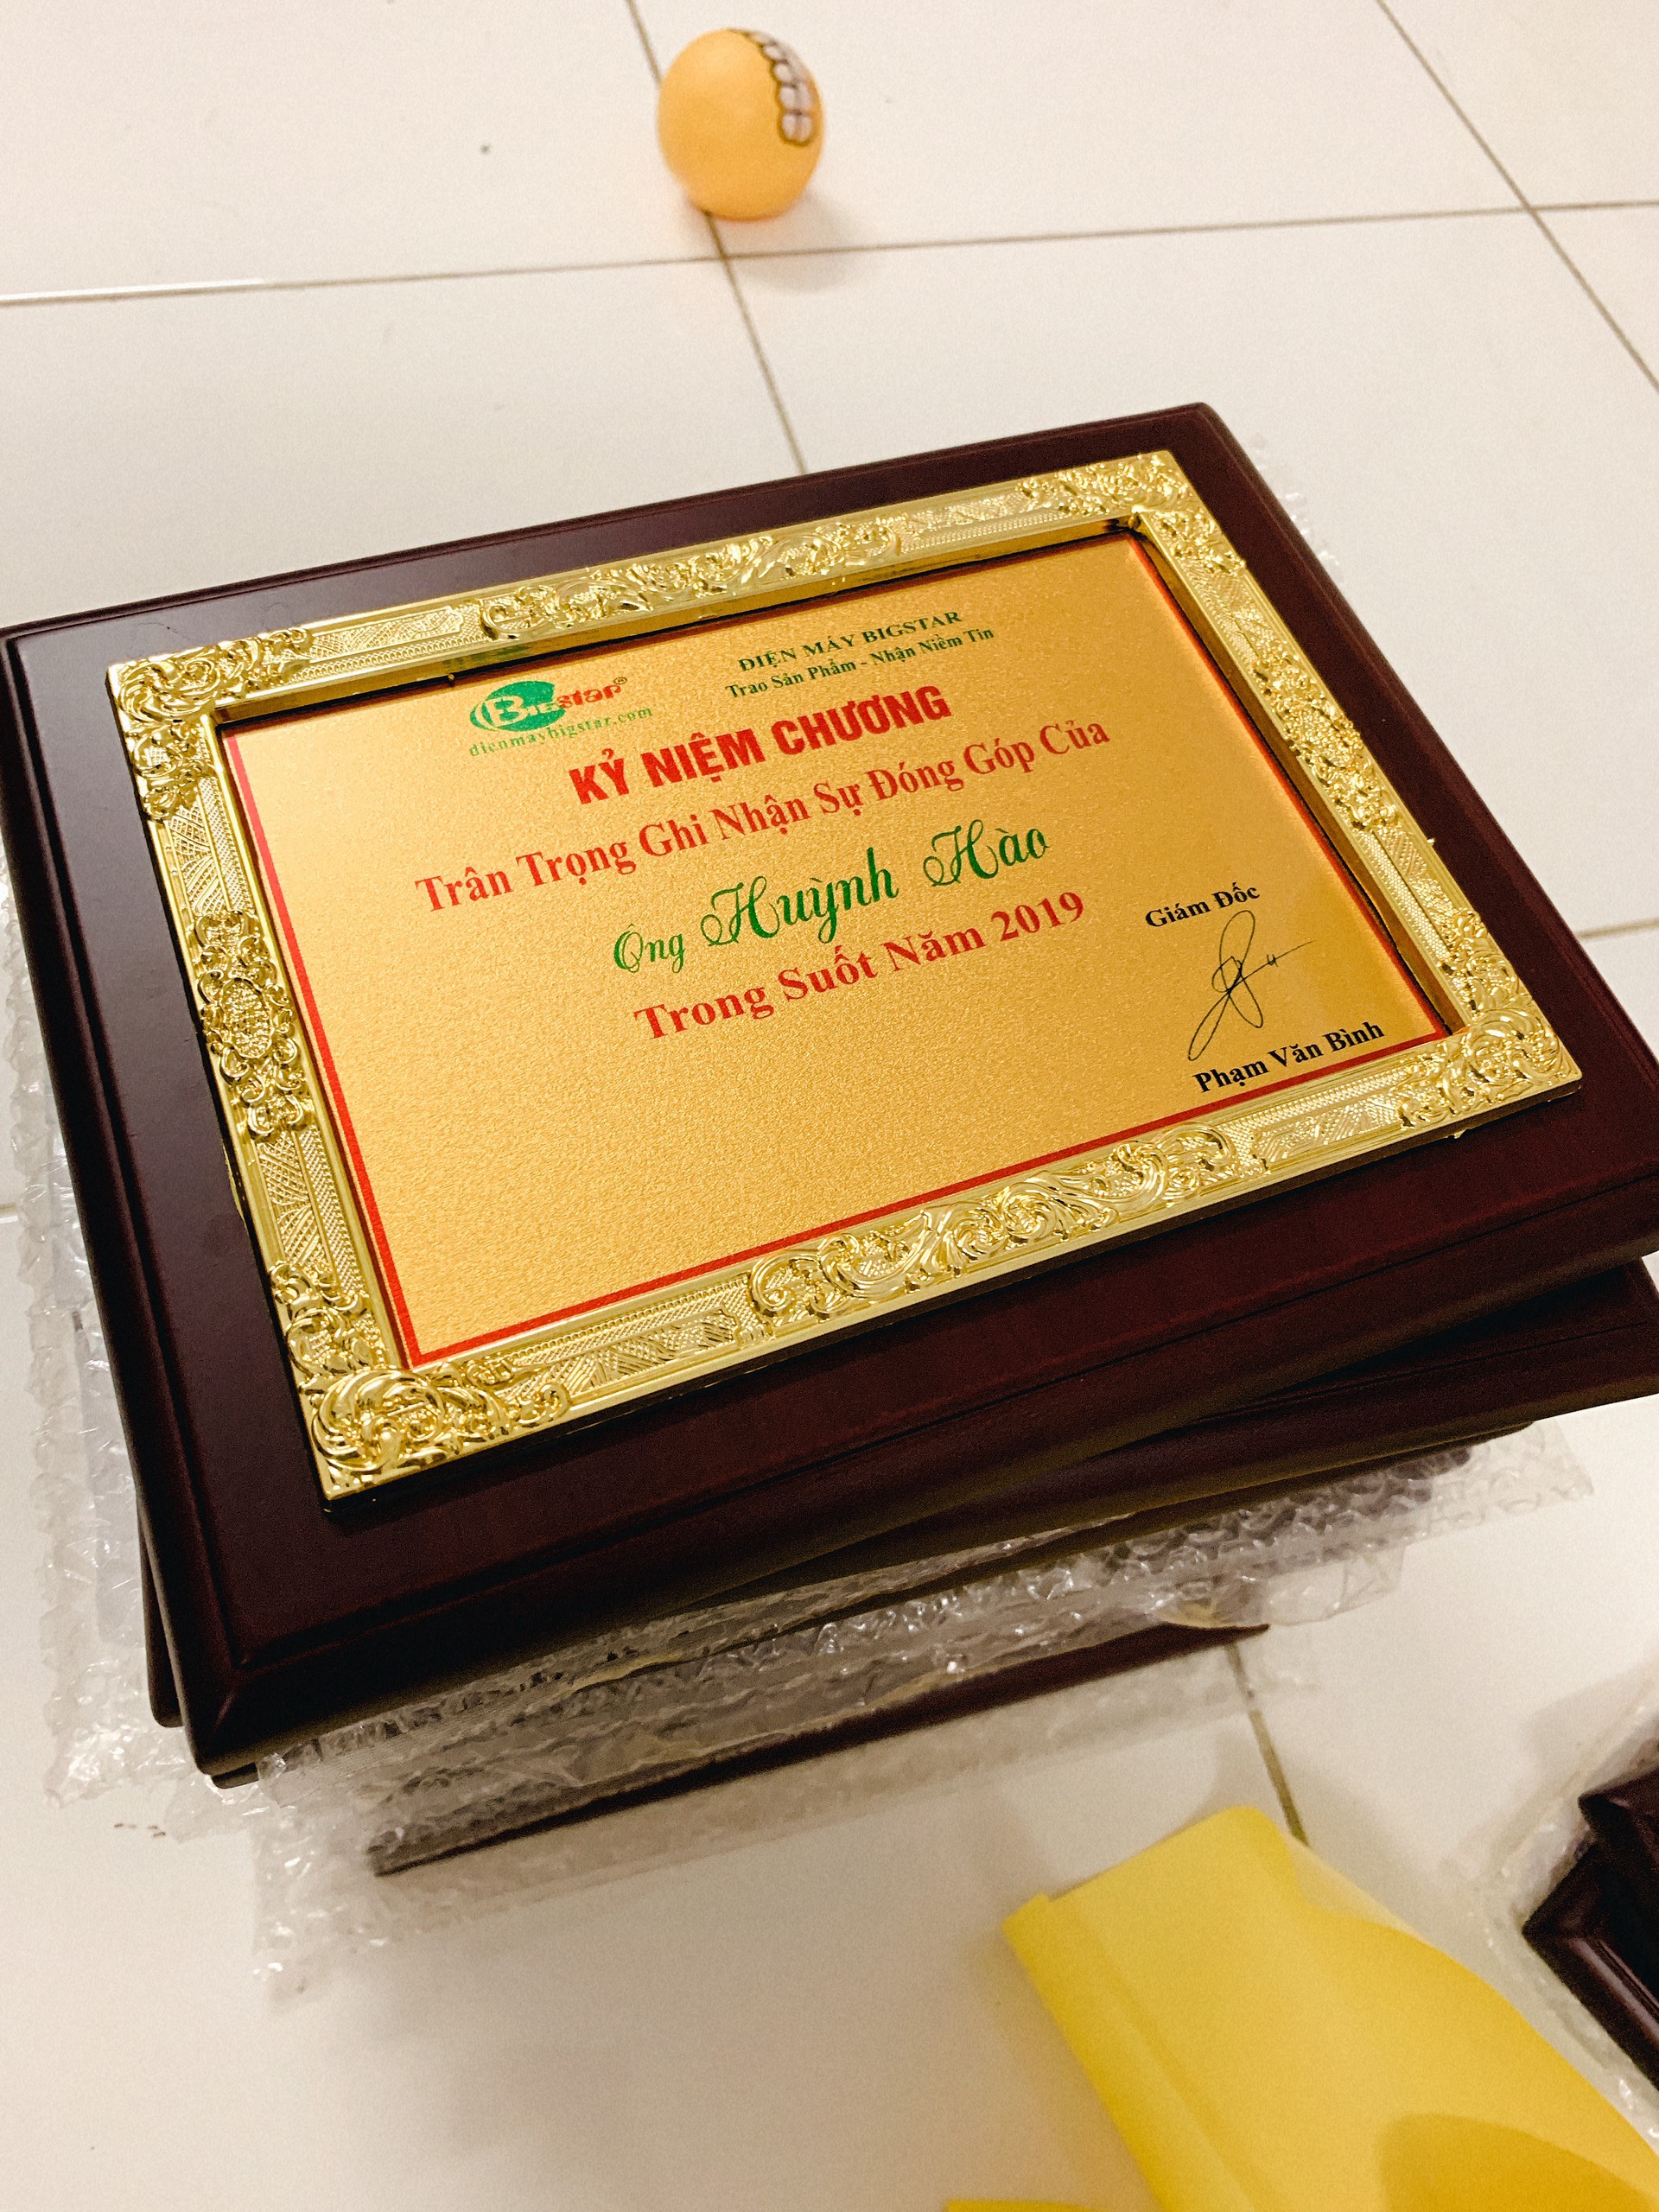 BIGstar®
dienmaybigstar.com
ĐIỆN MÁY BIGSTAR
Trao Sản Phẩm - Nhận Niềm Tin
KỶ NIỆM CHƯƠNG
Trân Trọng Ghi Nhận Sự Đóng Góp Của
Ông Huỳnh Hào
Trong Suốt Năm 2019
Giám Đốc
Phạm Văn Bình